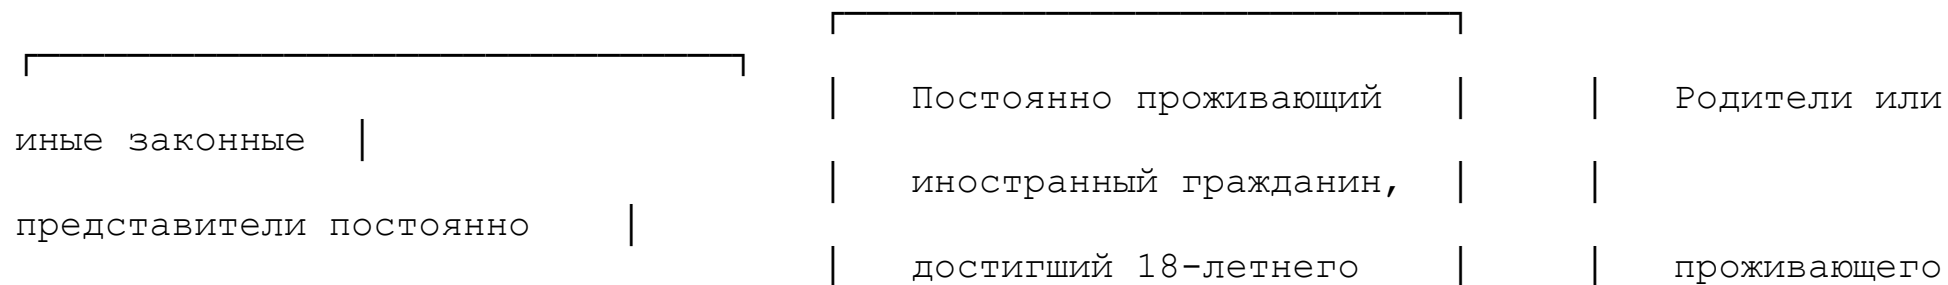 Постоянно проживающий Родители или
иные законные
иностранный гражданин,
представители постоянно
достигший 18-летнего проживающего